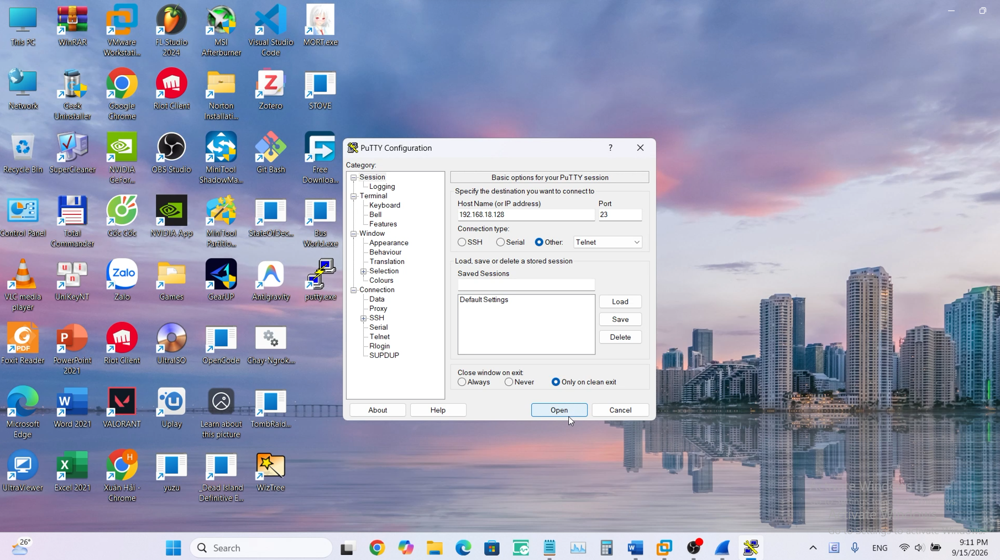 This PC
WinRAR
VMware
Workstati...
FL Studio
2024
MSI
Afterburner
Visual Studio
Code
MORT.exe
Network
Geek
Uninstaller
Google
Chrome
Riot Client
Norton
Installati...
Zotero
STOVE
Recycle Bin
SuperCleaner
NVIDIA
GeFor...
OBS Studio
MiniTool
ShadowMa...
Git Bash
Free
Downloa...
Control Panel
Total
Commander
Cốc Cốc
NVIDIA App
MiniTool
Partitio...
StateOfDec...
Bus
World.exe
VLC media
player
UniKeyNT
Zalo
Games
GearUP
Antigravity
putty.exe
Foxit Reader
PowerPoint
2021
Riot Client
UltraISO
OpenCode
Chay-Ngrok....
Microsoft
Edge
Word 2021
VALORANT
Uplay
Learn about
this picture
TombRaid...
UltraViewer
Excel 2021
Xuân Hải -
Chrome
yuzu
_Dead Island
Definitive E...
WizTree
PuTTY Configuration
?
Category:
Session
Logging
Terminal
Keyboard
Bell
Features
Window
Appearance
Behaviour
Translation
Selection
Colours
Connection
Data
Proxy
SSH
Serial
Telnet
Rlogin
SUPDUP
Basic options for your PuTTY session
Specify the destination you want to connect to
Host Name (or IP address) Port
192.168.18.128 23
Connection type:
SSH Serial Other: Telnet
Load, save or delete a stored session
Saved Sessions
Default Settings
Load
Save
Delete
Close window on exit:
Always Never Only on clean exit
About Help Open Cancel
Go to Settings to activate Windows.
26°
Search
ENG
9:11 PM
9/15/2026